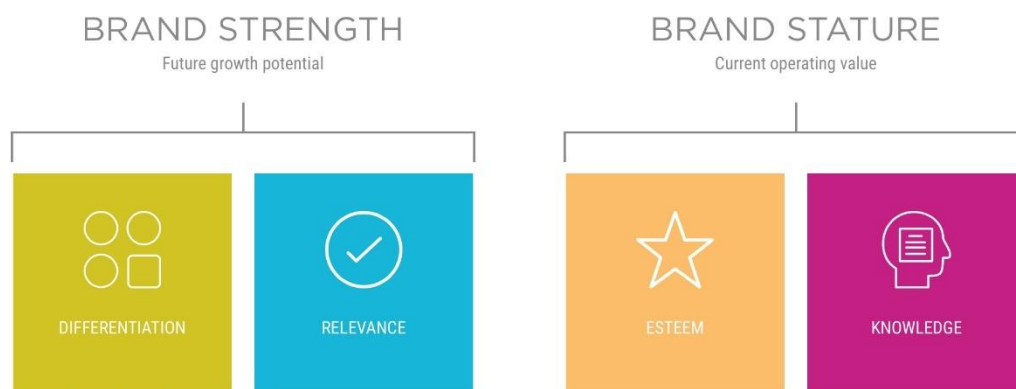 BRAND STRENGTH
Future growth potential
BRAND STATURE
Current operating value
DIFFERENTIATION
RELEVANCE
ESTEEM
KNOWLEDGE